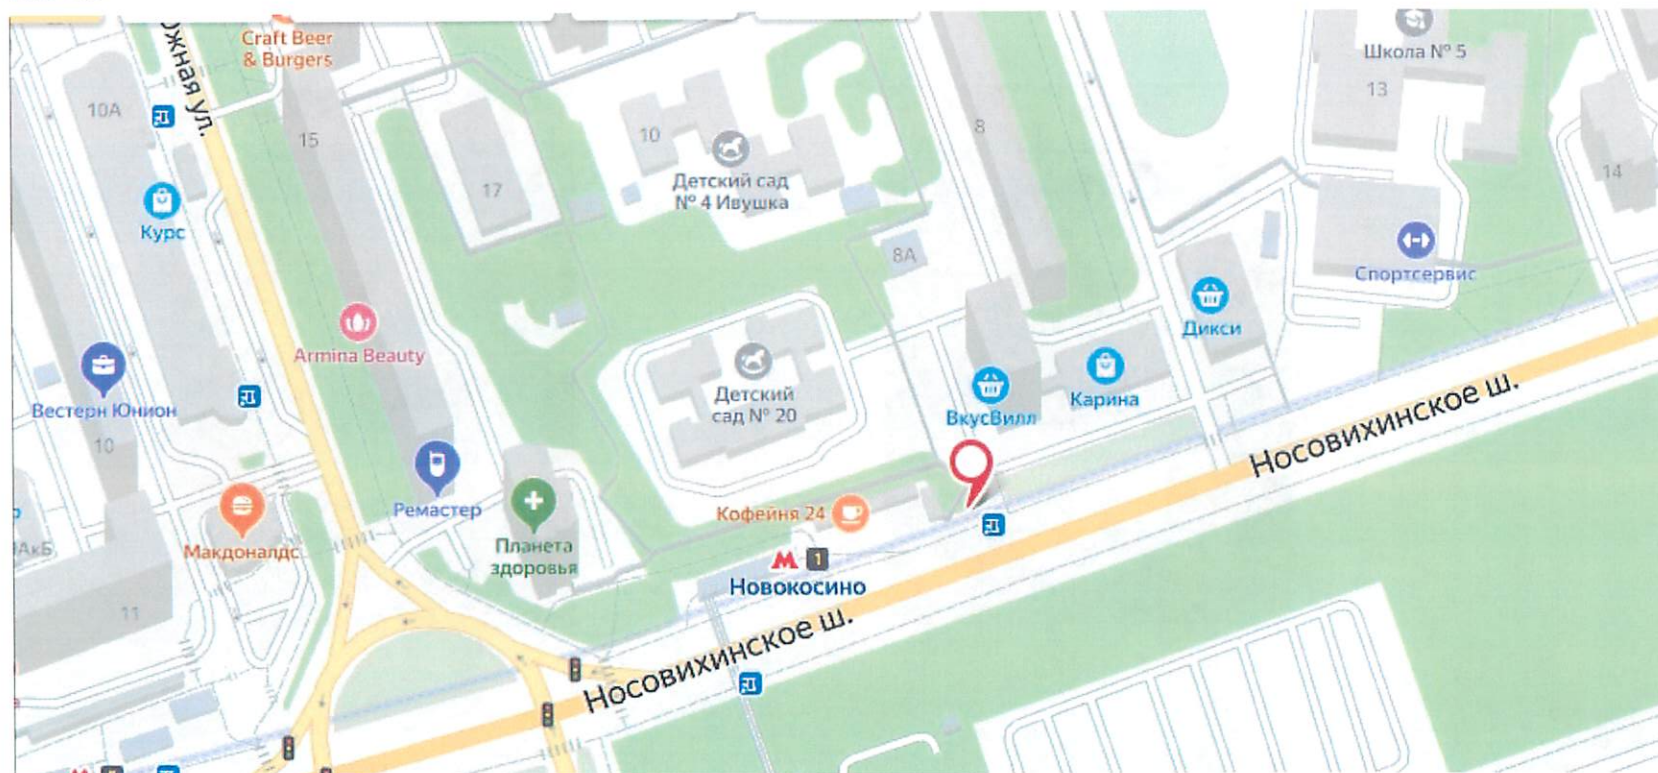 Craft Beer
& Burgers
Школа № 5
13
10А
15
10
8
17
Детский сад
№ 4 Ивушка
14
Курс
8А
Спортсервис
Дикси
Armina Beauty
Вестерн Юнион
Детский
сад № 20
Карина
ВкусВилл
10
Носовихинское ш.
Ремастер
Кофейня 24
Макдоналдс
Планета
здоровья
М 1
Новокосино
11
Носовихинское ш.